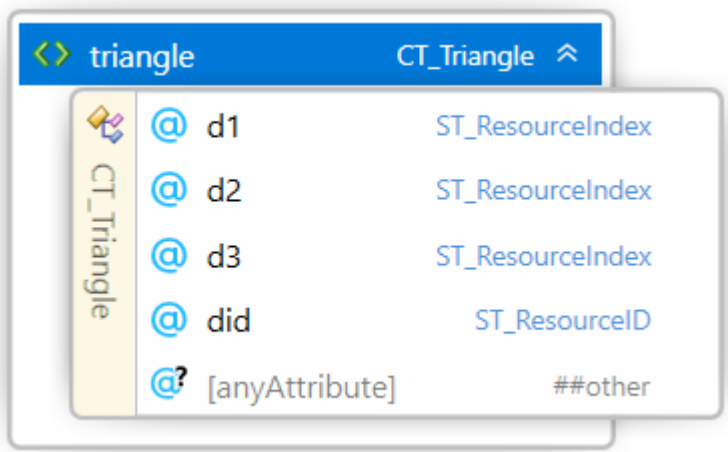 triangle CT_Triangle
CT_Triangle
@ d1 ST_ResourceIndex
@ d2 ST_ResourceIndex
@ d3 ST_ResourceIndex
@ did ST_ResourceID
@? [anyAttribute] ##other